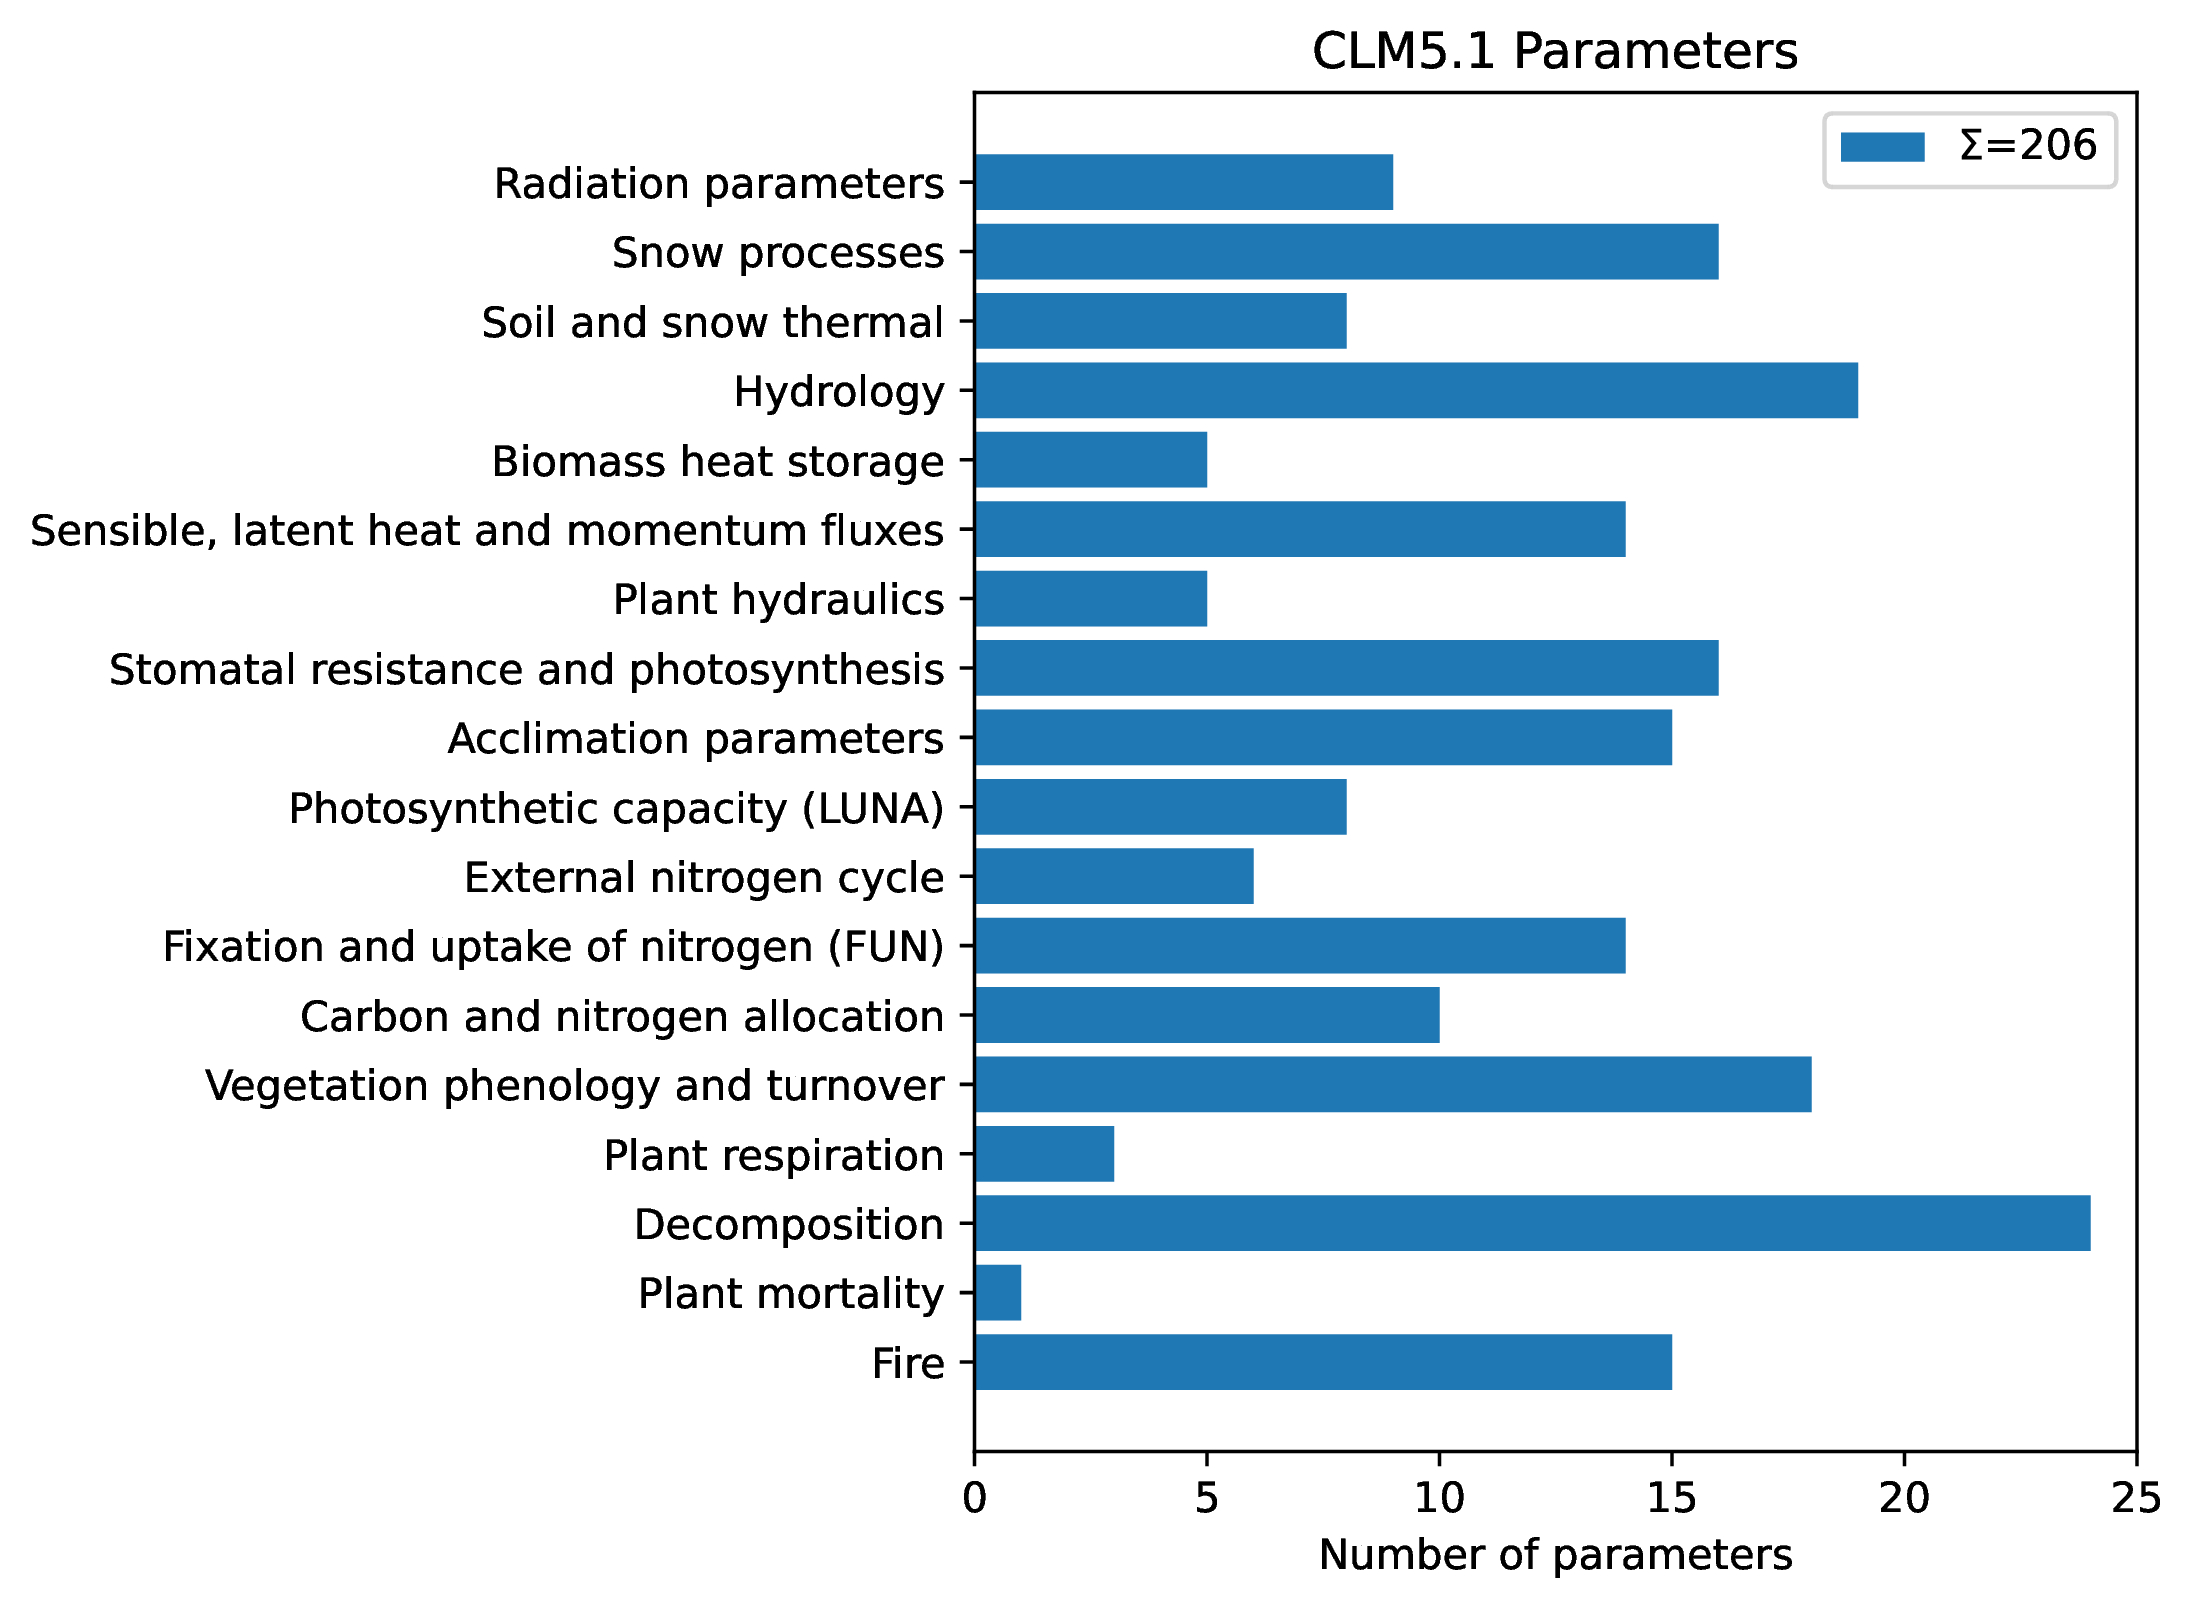 CLM5.1 Parameters
Σ=206
Radiation parameters
Snow processes
Soil and snow thermal
Hydrology
Biomass heat storage
Sensible, latent heat and momentum fluxes
Plant hydraulics
Stomatal resistance and photosynthesis
Acclimation parameters
Photosynthetic capacity (LUNA)
External nitrogen cycle
Fixation and uptake of nitrogen (FUN)
Carbon and nitrogen allocation
Vegetation phenology and turnover
Plant respiration
Decomposition
Plant mortality
Fire
0 5 10 15 20 25
Number of parameters